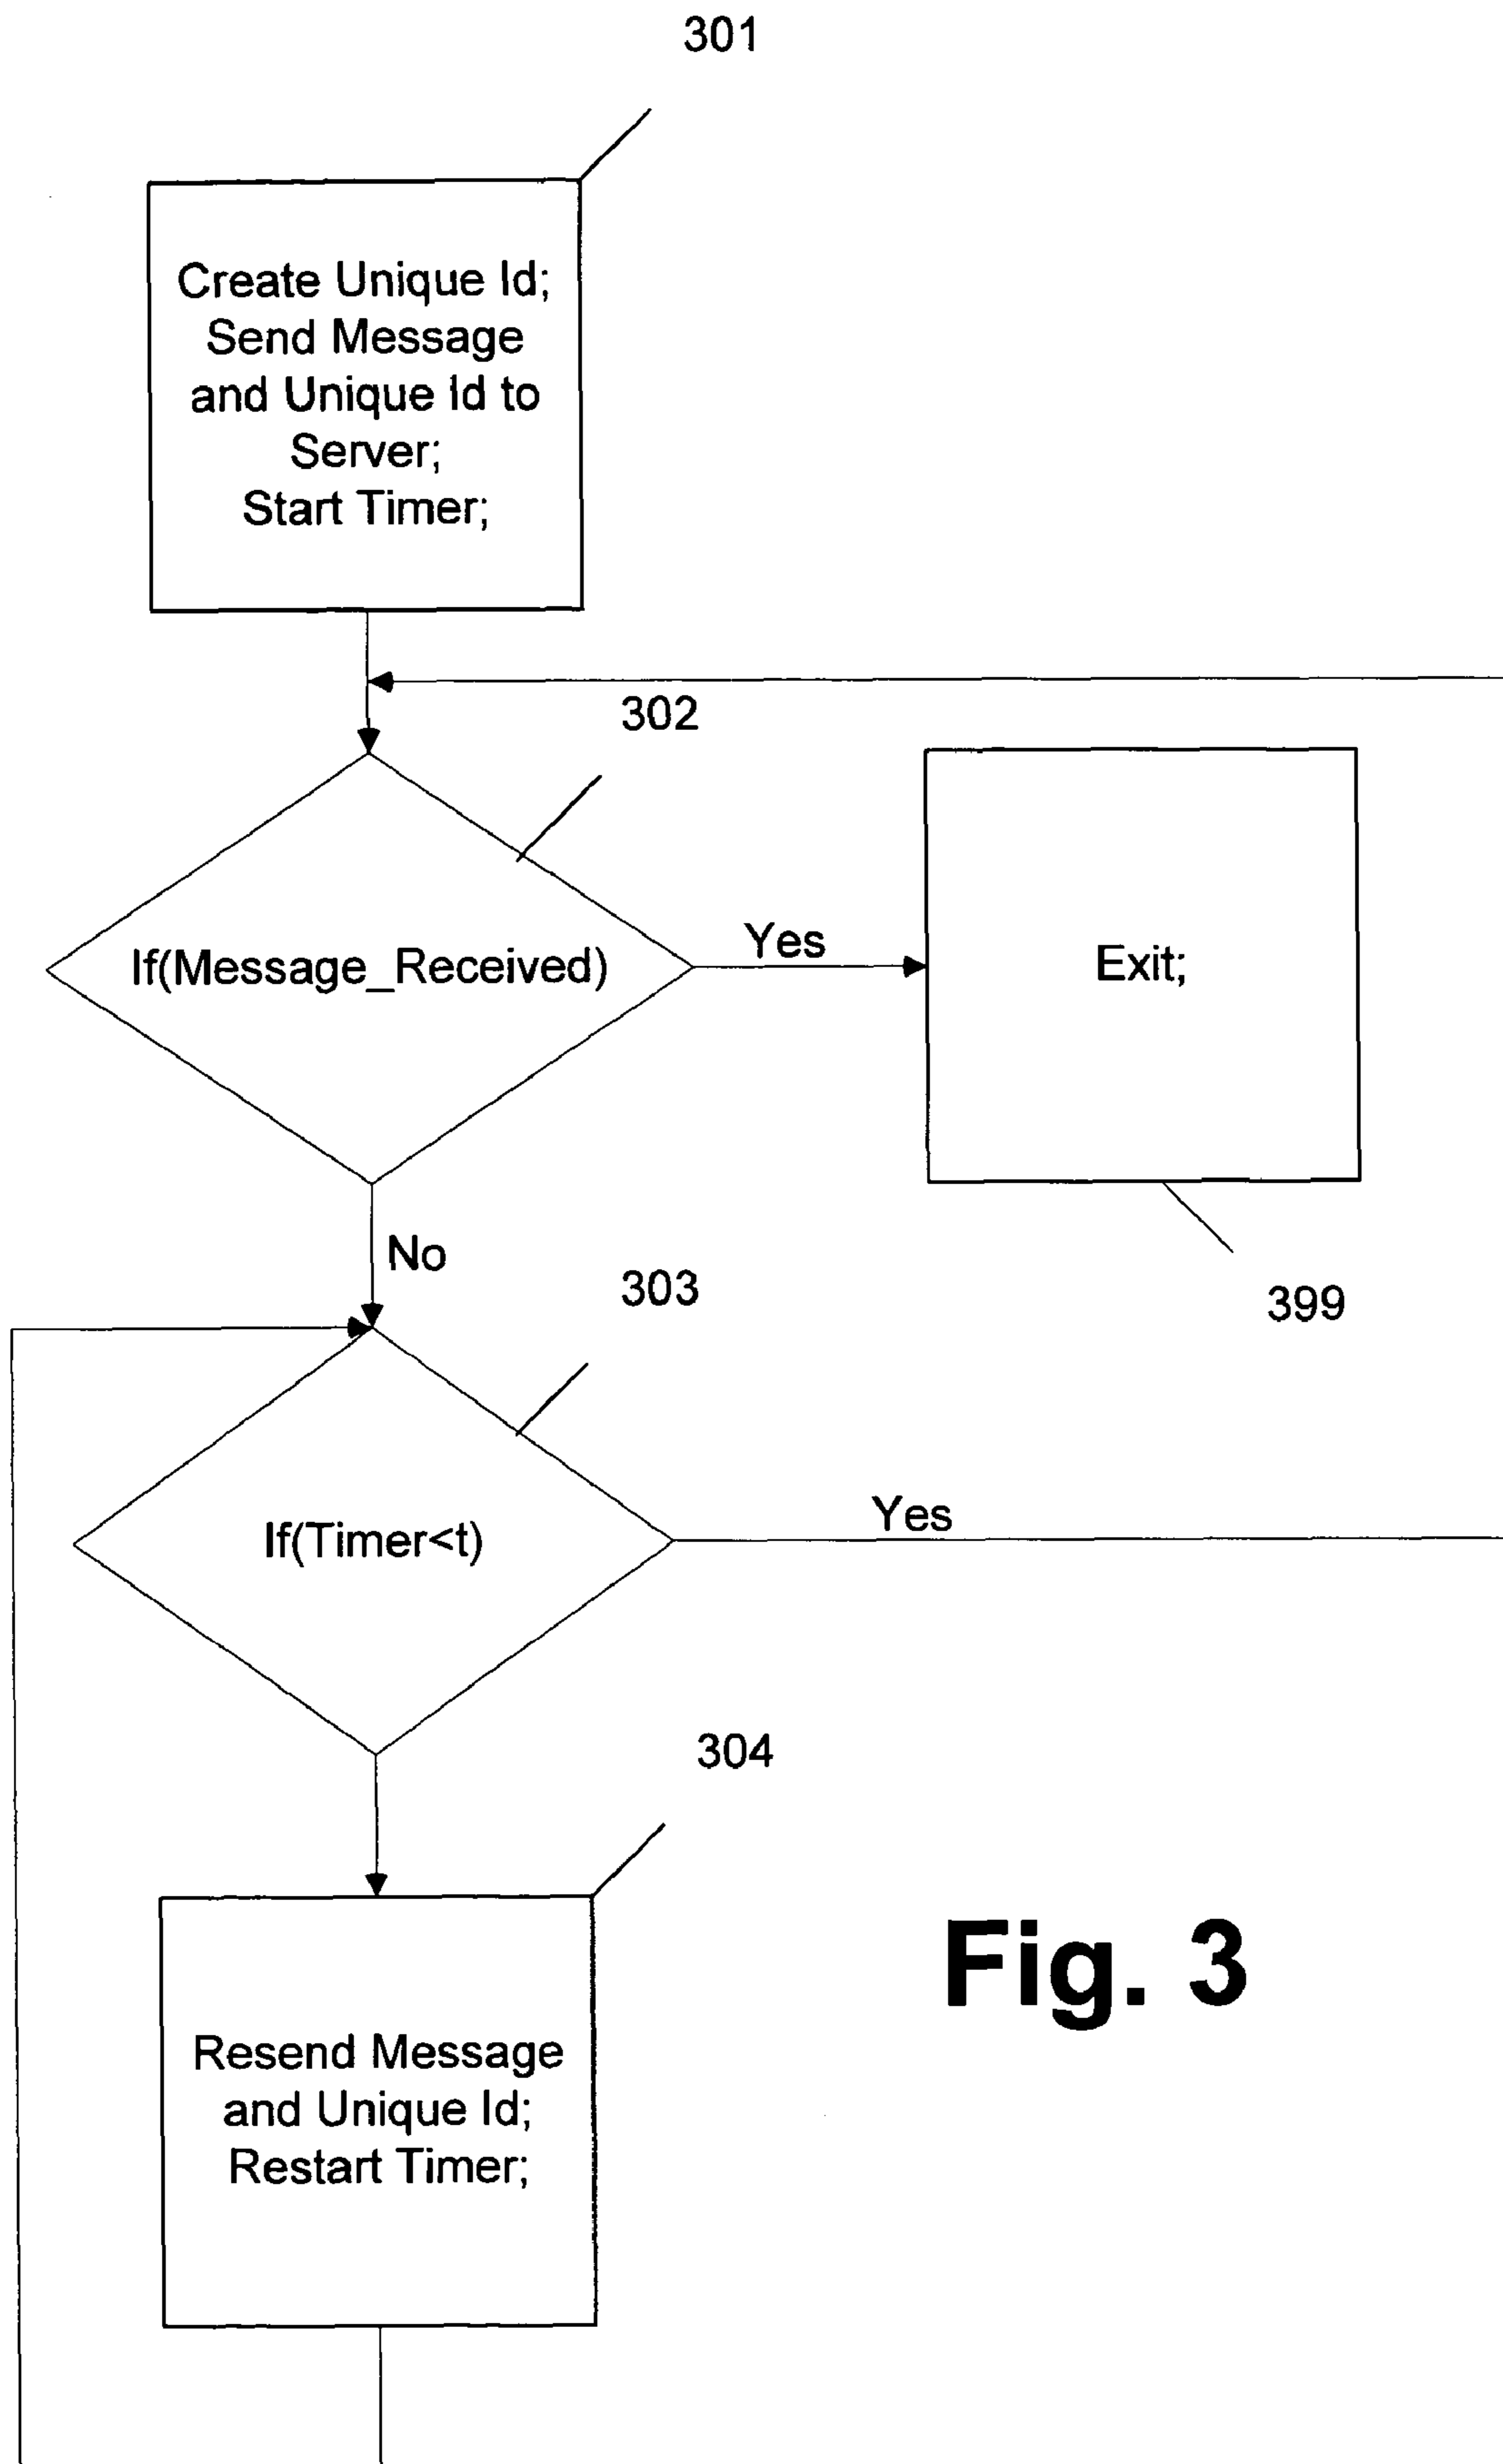 301
Create Unique Id;
Send Message
and Unique Id to
Server;
Start Timer;
302
If(Message_Received)
Yes
Exit;
No
399
303
If(Timer<t)
Yes
304
Resend Message
and Unique Id;
Restart Timer;
Fig. 3